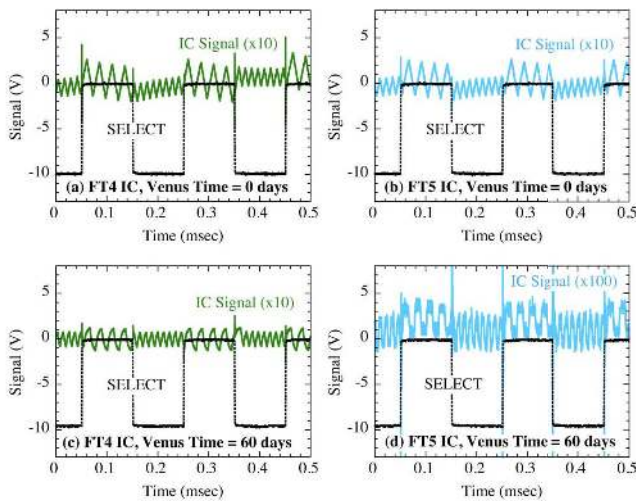 5
0
-5
-10
Signal (V)
IC Signal (x10)
SELECT
(a) FT4 IC, Venus Time = 0 days
0 0.1 0.2 0.3 0.4 0.5
Time (msec)
5
0
-5
-10
Signal (V)
IC Signal (x10)
SELECT
(b) FT5 IC, Venus Time = 0 days
0 0.1 0.2 0.3 0.4 0.5
Time (msec)
5
0
-5
-10
Signal (V)
IC Signal (x10)
SELECT
(c) FT4 IC, Venus Time = 60 days
0 0.1 0.2 0.3 0.4 0.5
Time (msec)
5
0
-5
-10
Signal (V)
IC Signal (x100)
SELECT
(d) FT5 IC, Venus Time = 60 days
0 0.1 0.2 0.3 0.4 0.5
Time (msec)